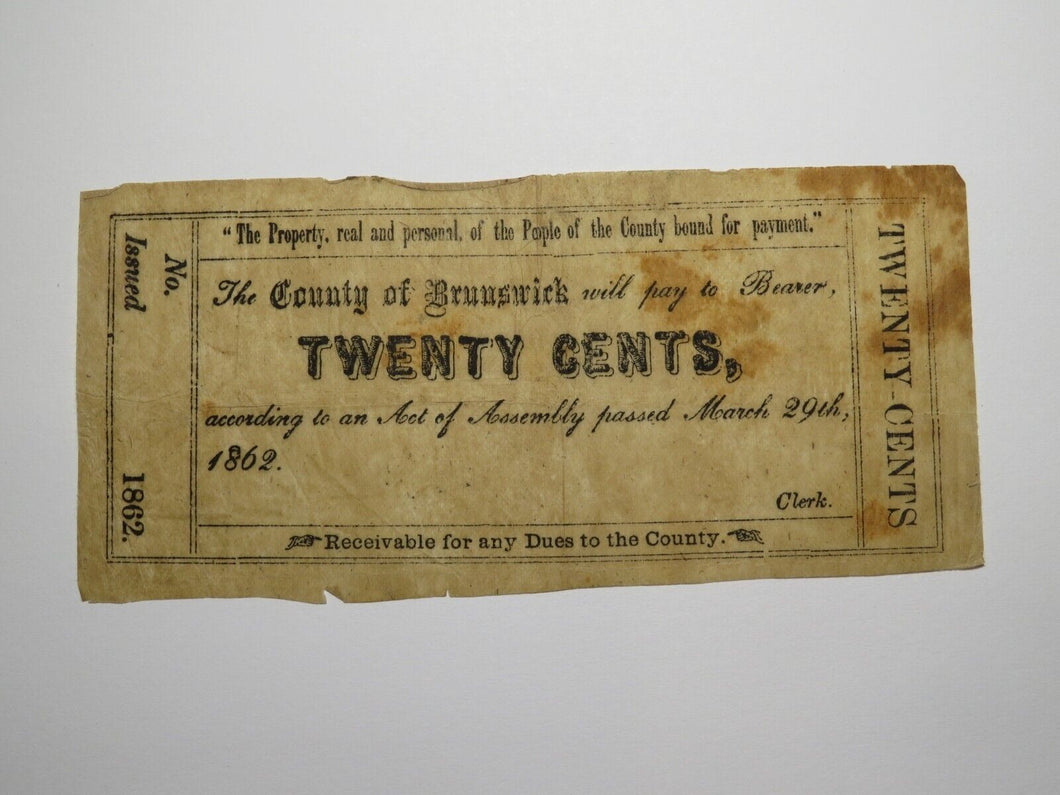 No.
Issued 1862.
"The Property, real and personal, of the People of the County bound for payment."
The County of Brunswick will pay to Bearer,
TWENTY CENTS,
according to an Act of Assembly passed March 29th,
1862.
Clerk.
Receivable for any Dues to the County.
TWENTY-CENTS